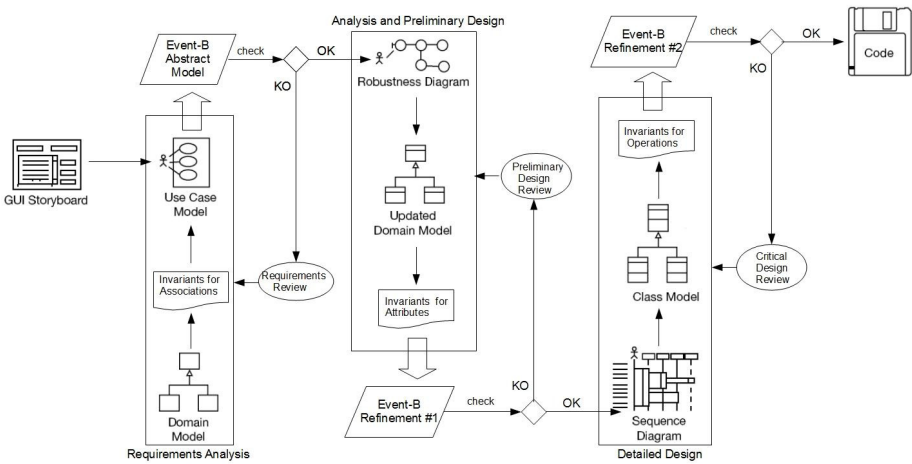 Analysis and Preliminary Design
Event-B
Abstract
Model
check
OK
KO
GUI Storyboard
Use Case
Model
Invariants for
Associations
Requirements
Review
Domain
Model
Requirements Analysis
Robustness Diagram
Updated
Domain Model
Invariants for
Attributes
Preliminary
Design
Review
Event-B
Refinement #1
check
KO
OK
Event-B
Refinement #2
check
OK
KO
Code
Invariants for
Operations
Class Model
Critical
Design
Review
Sequence
Diagram
Detailed Design